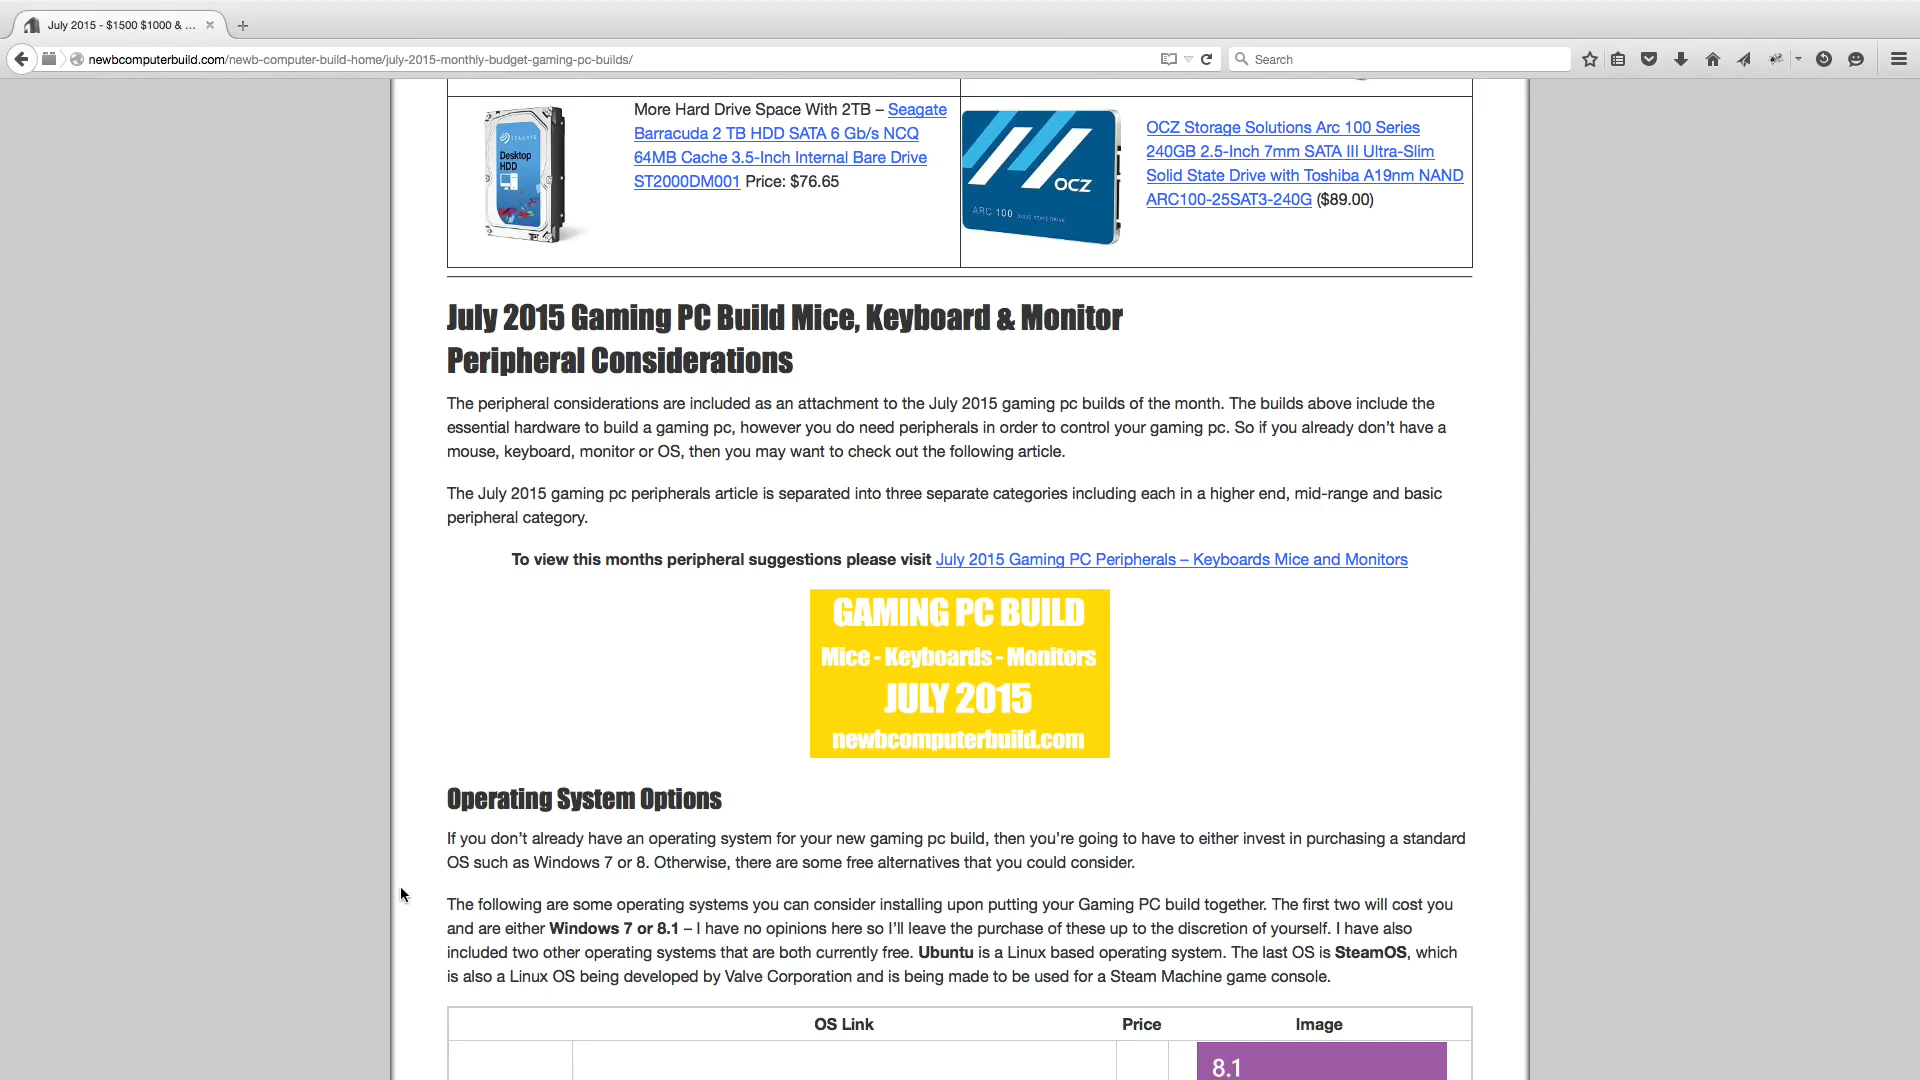 July 2015 - $1500 $1000 & ...
newbcomputerbuild.com/newb-computer-build-home/july-2015-monthly-budget-gaming-pc-builds/
Search
SEAGATE
Desktop
HDD
More Hard Drive Space With 2TB – Seagate
Barracuda 2 TB HDD SATA 6 Gb/s NCQ
64MB Cache 3.5-Inch Internal Bare Drive
ST2000DM001 Price: $76.65
OCZ
ARC 100 SOLID STATE DRIVE
OCZ Storage Solutions Arc 100 Series
240GB 2.5-Inch 7mm SATA III Ultra-Slim
Solid State Drive with Toshiba A19nm NAND
ARC100-25SAT3-240G ($89.00)
July 2015 Gaming PC Build Mice, Keyboard & Monitor
Peripheral Considerations
The peripheral considerations are included as an attachment to the July 2015 gaming pc builds of the month. The builds above include the
essential hardware to build a gaming pc, however you do need peripherals in order to control your gaming pc. So if you already don’t have a
mouse, keyboard, monitor or OS, then you may want to check out the following article.
The July 2015 gaming pc peripherals article is separated into three separate categories including each in a higher end, mid-range and basic
peripheral category.
To view this months peripheral suggestions please visit July 2015 Gaming PC Peripherals – Keyboards Mice and Monitors
GAMING PC BUILD
Mice - Keyboards - Monitors
JULY 2015
newbcomputerbuild.com
Operating System Options
If you don’t already have an operating system for your new gaming pc build, then you’re going to have to either invest in purchasing a standard
OS such as Windows 7 or 8. Otherwise, there are some free alternatives that you could consider.
The following are some operating systems you can consider installing upon putting your Gaming PC build together. The first two will cost you
and are either Windows 7 or 8.1 – I have no opinions here so I’ll leave the purchase of these up to the discretion of yourself. I have also
included two other operating systems that are both currently free. Ubuntu is a Linux based operating system. The last OS is SteamOS, which
is also a Linux OS being developed by Valve Corporation and is being made to be used for a Steam Machine game console.
OS Link Price Image
8.1